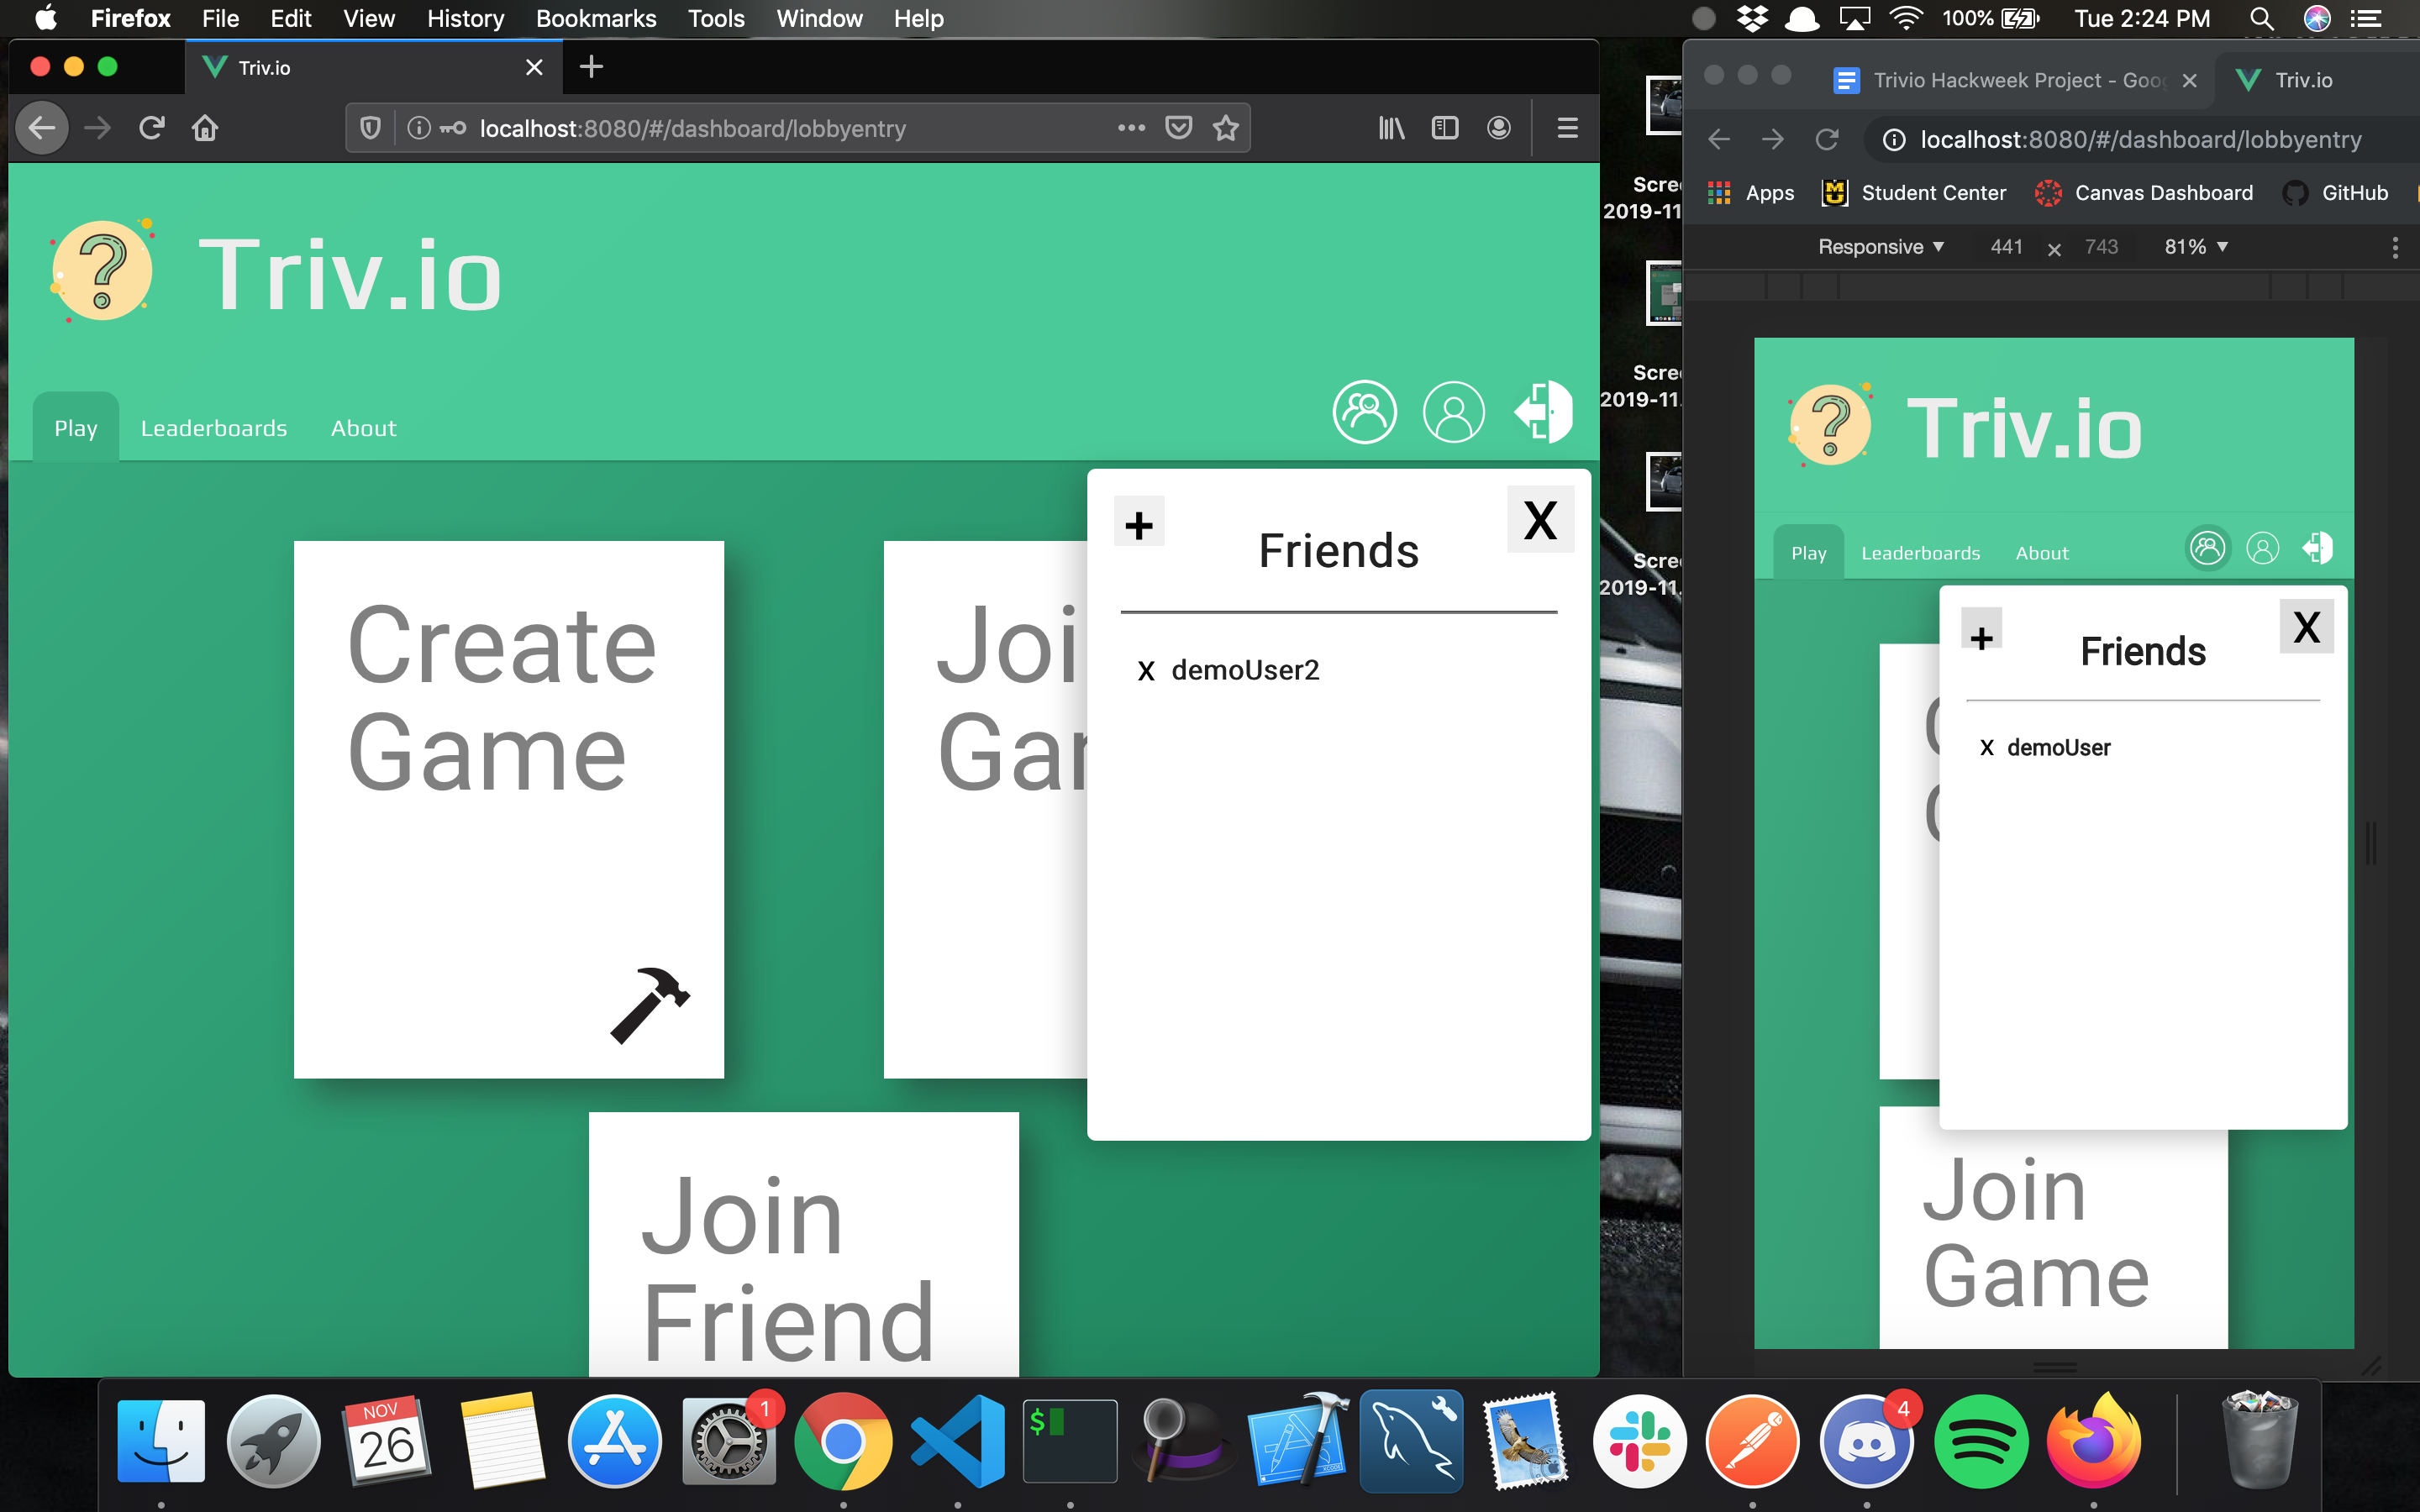 Firefox File Edit View History Bookmarks Tools Window Help
100% Tue 2:24 PM
Triv.io
localhost:8080/#/dashboard/lobbyentry
Triv.io
Play Leaderboards About
Create
Game
Joi
Gar
+
X
Friends
X demoUser2
Join
Friend
Scre
2019-11
Scre
2019-11.
Scre
2019-11.
Trivio Hackweek Project - Goog
Triv.io
localhost:8080/#/dashboard/lobbyentry
Apps Student Center Canvas Dashboard GitHub
Responsive 441 × 743 81%
Triv.io
Play Leaderboards About
+
X
Friends
X demoUser
Join
Game
NOV
26
1
$
4